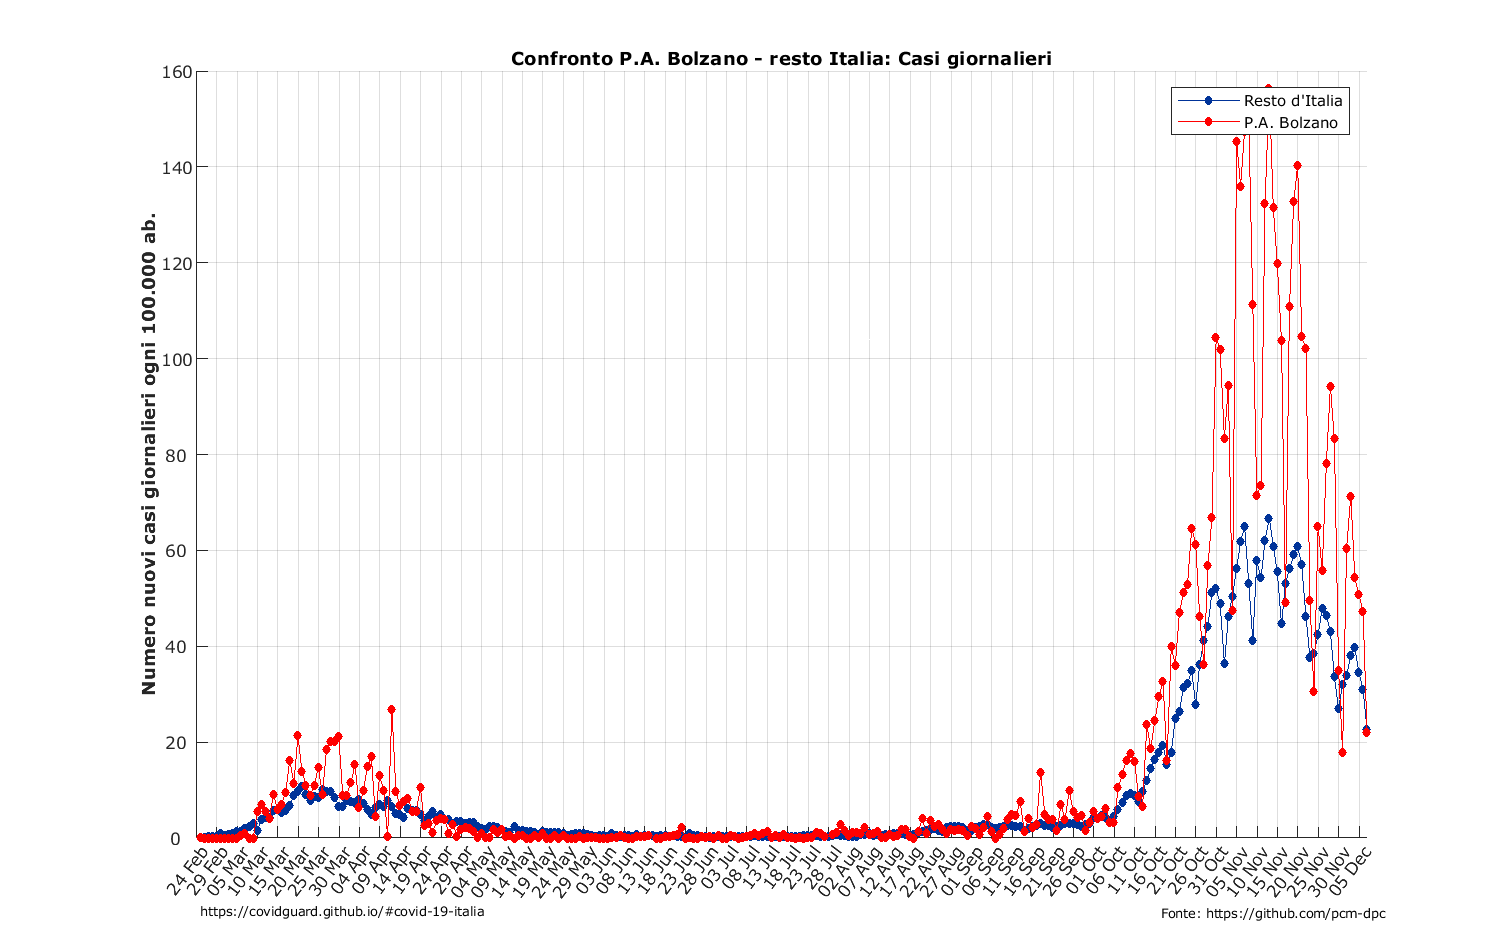 Confronto P.A. Bolzano - resto Italia: Casi giornalieri
Numero nuovi casi giornalieri ogni 100.000 ab.
160
140
120
100
80
60
40
20
0
Resto d'Italia
P.A. Bolzano
24 Feb
29 Feb
05 Mar
10 Mar
15 Mar
20 Mar
25 Mar
30 Mar
04 Apr
09 Apr
14 Apr
19 Apr
24 Apr
29 Apr
04 May
09 May
14 May
19 May
24 May
29 May
03 Jun
08 Jun
13 Jun
18 Jun
23 Jun
28 Jun
03 Jul
08 Jul
13 Jul
18 Jul
23 Jul
28 Jul
02 Aug
07 Aug
12 Aug
17 Aug
22 Aug
27 Aug
01 Sep
06 Sep
11 Sep
16 Sep
21 Sep
26 Sep
01 Oct
06 Oct
11 Oct
16 Oct
21 Oct
26 Oct
31 Oct
05 Nov
10 Nov
15 Nov
20 Nov
25 Nov
30 Nov
05 Dec
https://covidguard.github.io/#covid-19-italia
Fonte: https://github.com/pcm-dpc